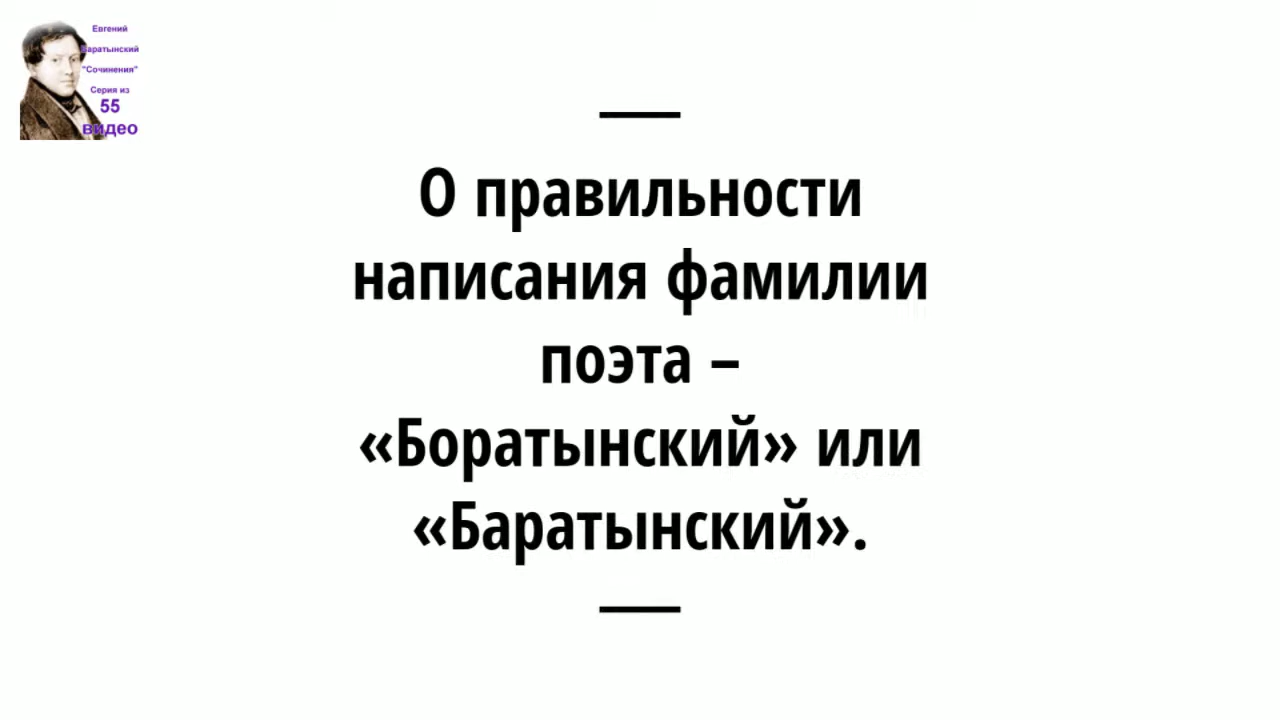 Евгений
Баратынский
"Сочинения"
Серия из
55
видео
О правильности
написания фамилии
поэта –
«Боратынский» или
«Баратынский».